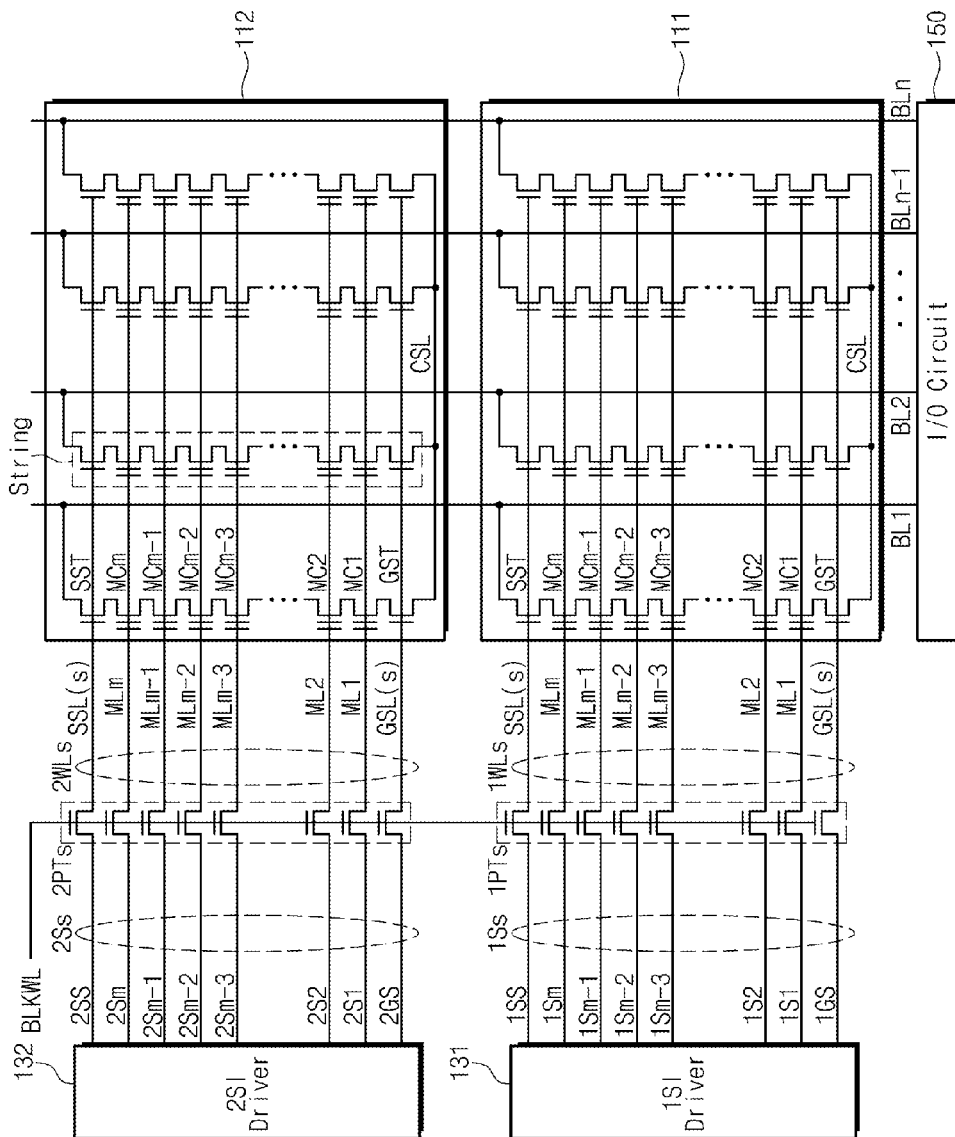 112
String
SST
MCm
MCm-1
MCm-2
MCm-3
MC2
MC1
GST
CSL
SSL(s)
MLm
MLm-1
MLm-2
MLm-3
ML2
ML1
GSL(s)
2WLs
2PTs
2Ss
BLKWL
2SS
2Sm
2Sm-1
2Sm-2
2Sm-3
2S2
2S1
2GS
132
2SI
Driver
111
SST
MCm
MCm-1
MCm-2
MCm-3
MC2
MC1
GST
CSL
SSL(s)
MLm
MLm-1
MLm-2
MLm-3
ML2
ML1
GSL(s)
1WLs
1PTs
1Ss
1SS
1Sm
1Sm-1
1Sm-2
1Sm-3
1S2
1S1
1GS
131
1SI
Driver
BL1
BL2
BLn-1
BLn
150
I/O Circuit